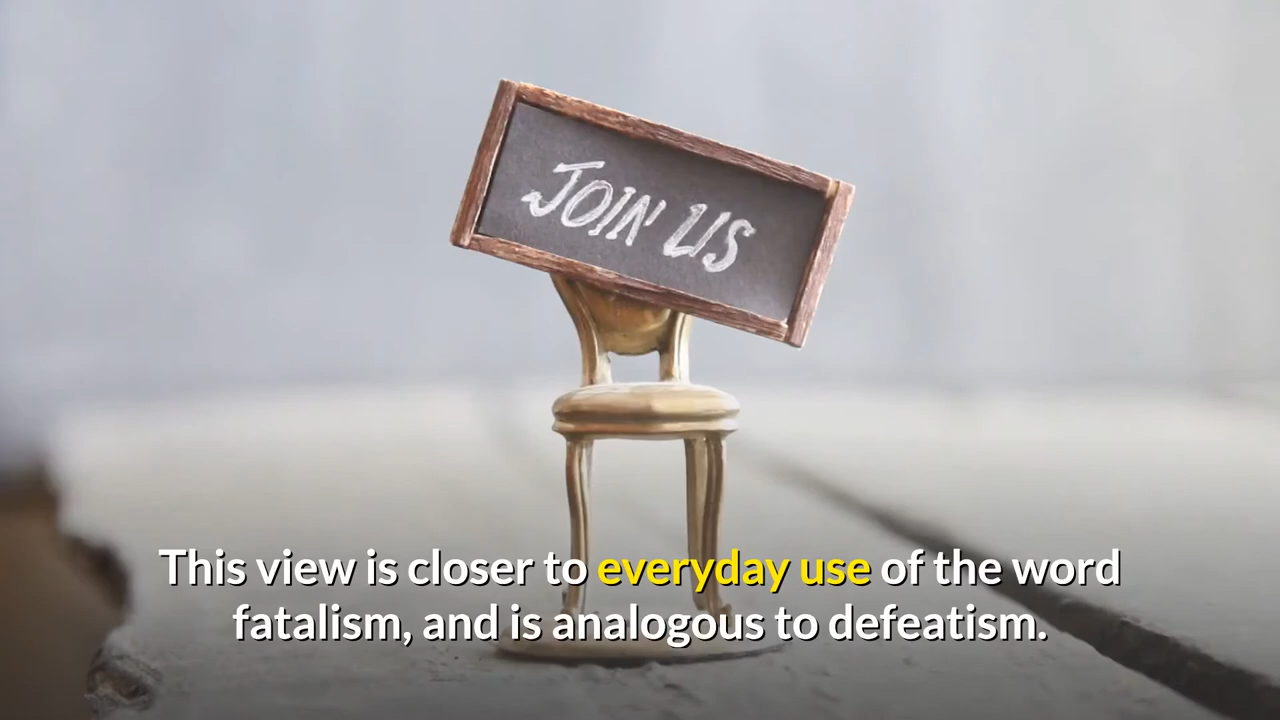 JOIN US
This view is closer to everyday use of the word
fatalism, and is analogous to defeatism.